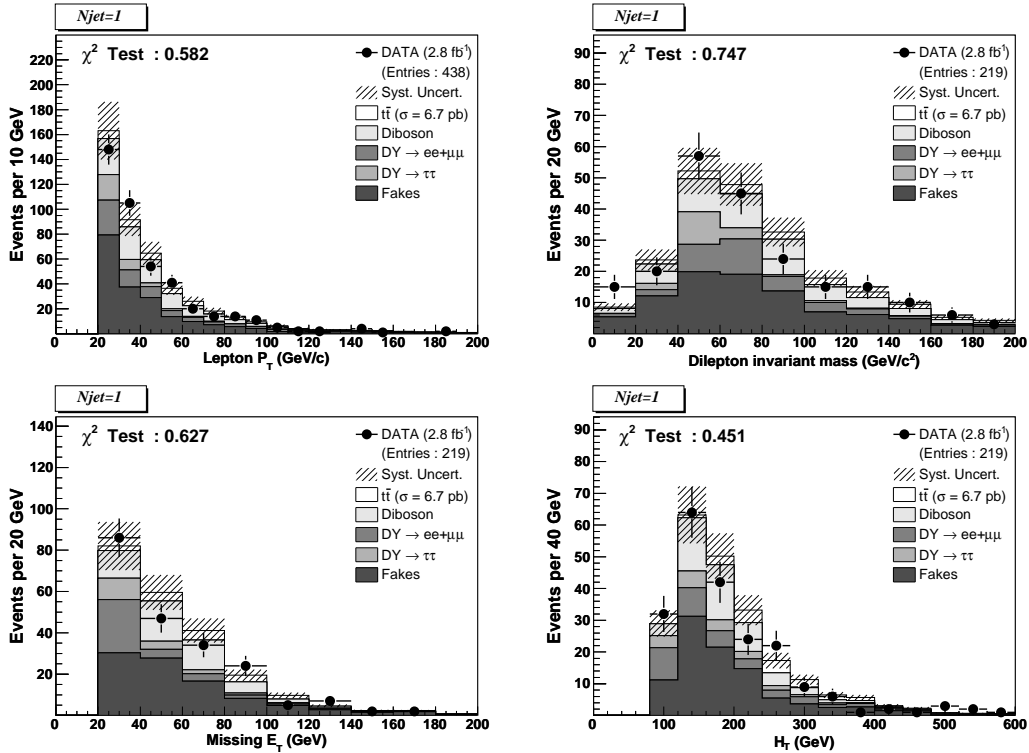 Njet=1
χ² Test : 0.582
DATA (2.8 fb⁻¹)
(Entries : 438)
Syst. Uncert.
tt̄ (σ = 6.7 pb)
Diboson
DY → ee+μμ
DY → ττ
Fakes
Events per 10 GeV
220
200
180
160
140
120
100
80
60
40
20
0 20 40 60 80 100 120 140 160 180 200
Lepton P_T (GeV/c)
Njet=1
χ² Test : 0.747
DATA (2.8 fb⁻¹)
(Entries : 219)
Syst. Uncert.
tt̄ (σ = 6.7 pb)
Diboson
DY → ee+μμ
DY → ττ
Fakes
Events per 20 GeV
90
80
70
60
50
40
30
20
10
0 20 40 60 80 100 120 140 160 180 200
Dilepton invariant mass (GeV/c²)
Njet=1
χ² Test : 0.627
DATA (2.8 fb⁻¹)
(Entries : 219)
Syst. Uncert.
tt̄ (σ = 6.7 pb)
Diboson
DY → ee+μμ
DY → ττ
Fakes
Events per 20 GeV
140
120
100
80
60
40
20
0 20 40 60 80 100 120 140 160 180 200
Missing E_T (GeV)
Njet=1
χ² Test : 0.451
DATA (2.8 fb⁻¹)
(Entries : 219)
Syst. Uncert.
tt̄ (σ = 6.7 pb)
Diboson
DY → ee+μμ
DY → ττ
Fakes
Events per 40 GeV
90
80
70
60
50
40
30
20
10
0 100 200 300 400 500 600
H_T (GeV)